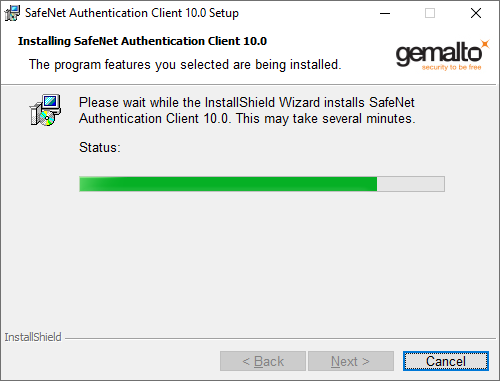 SafeNet Authentication Client 10.0 Setup
Installing SafeNet Authentication Client 10.0
The program features you selected are being installed.
gemalto
security to be free
Please wait while the InstallShield Wizard installs SafeNet
Authentication Client 10.0. This may take several minutes.
Status:
InstallShield
< Back
Next >
Cancel